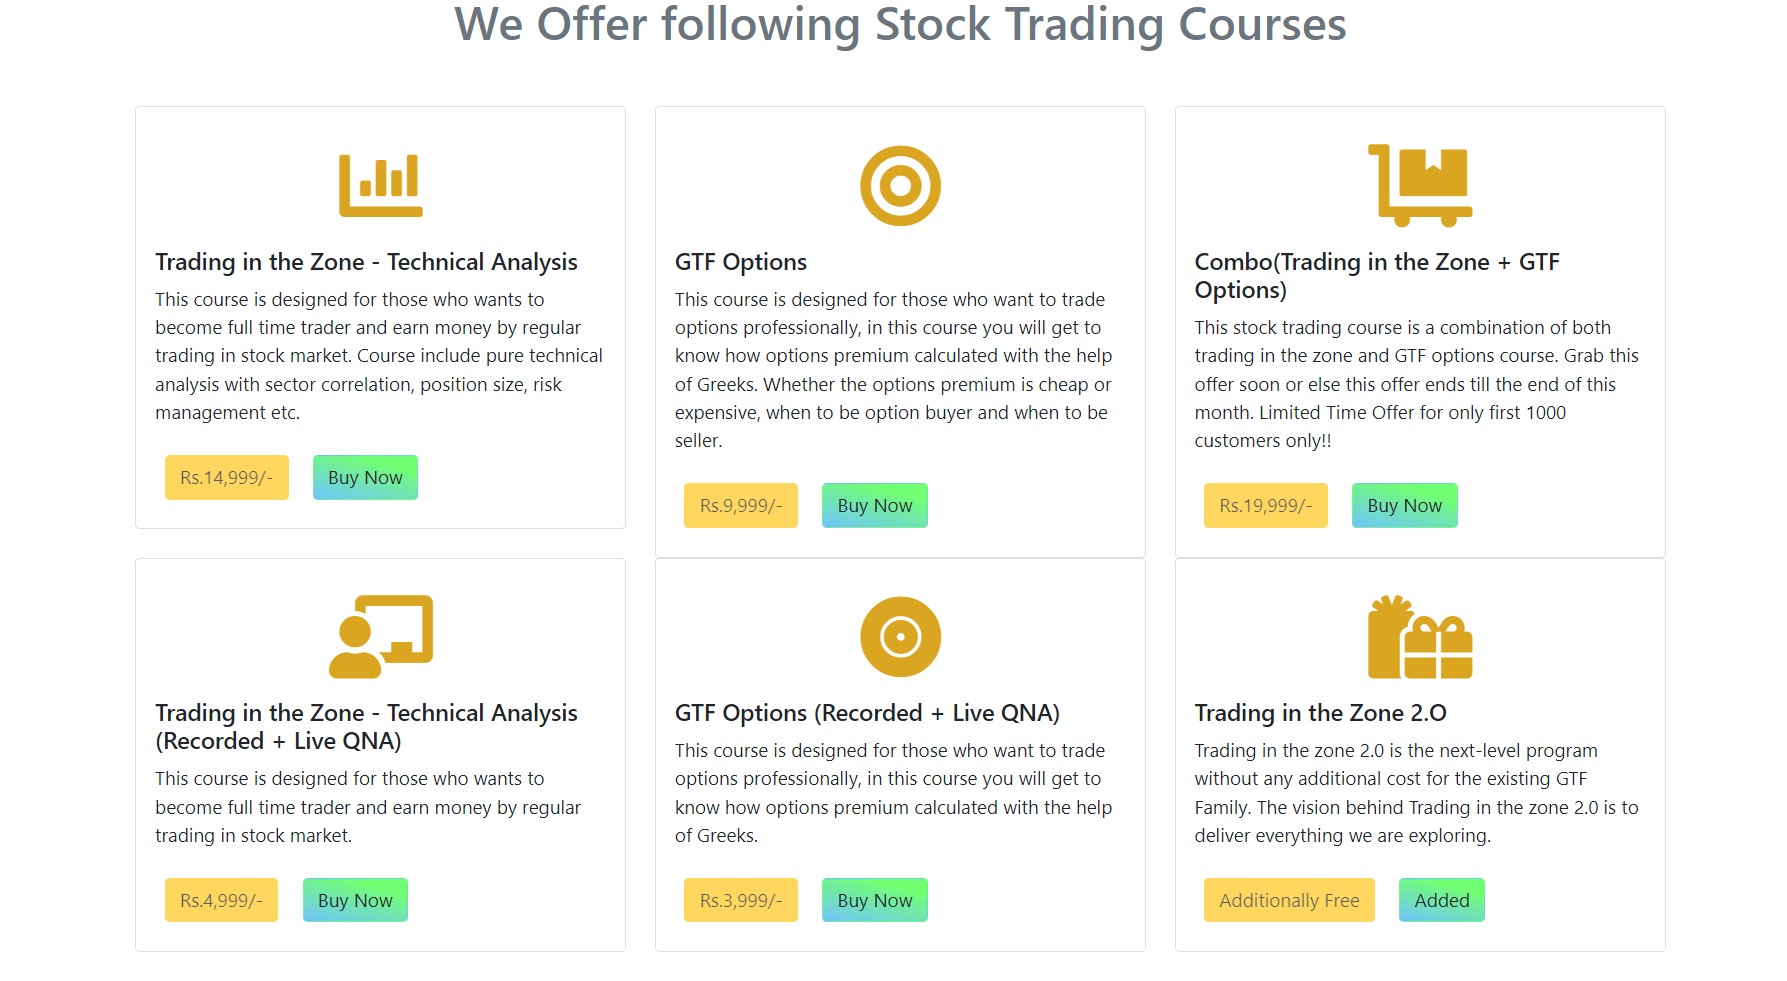 We Offer following Stock Trading Courses
Trading in the Zone - Technical Analysis
This course is designed for those who wants to
become full time trader and earn money by regular
trading in stock market. Course include pure technical
analysis with sector correlation, position size, risk
management etc.
Rs.14,999/- Buy Now
GTF Options
This course is designed for those who want to trade
options professionally, in this course you will get to
know how options premium calculated with the help
of Greeks. Whether the options premium is cheap or
expensive, when to be option buyer and when to be
seller.
Rs.9,999/- Buy Now
Combo(Trading in the Zone + GTF
Options)
This stock trading course is a combination of both
trading in the zone and GTF options course. Grab this
offer soon or else this offer ends till the end of this
month. Limited Time Offer for only first 1000
customers only!!
Rs.19,999/- Buy Now
Trading in the Zone - Technical Analysis
(Recorded + Live QNA)
This course is designed for those who wants to
become full time trader and earn money by regular
trading in stock market.
Rs.4,999/- Buy Now
GTF Options (Recorded + Live QNA)
This course is designed for those who want to trade
options professionally, in this course you will get to
know how options premium calculated with the help
of Greeks.
Rs.3,999/- Buy Now
Trading in the Zone 2.O
Trading in the zone 2.0 is the next-level program
without any additional cost for the existing GTF
Family. The vision behind Trading in the zone 2.0 is to
deliver everything we are exploring.
Additionally Free Added